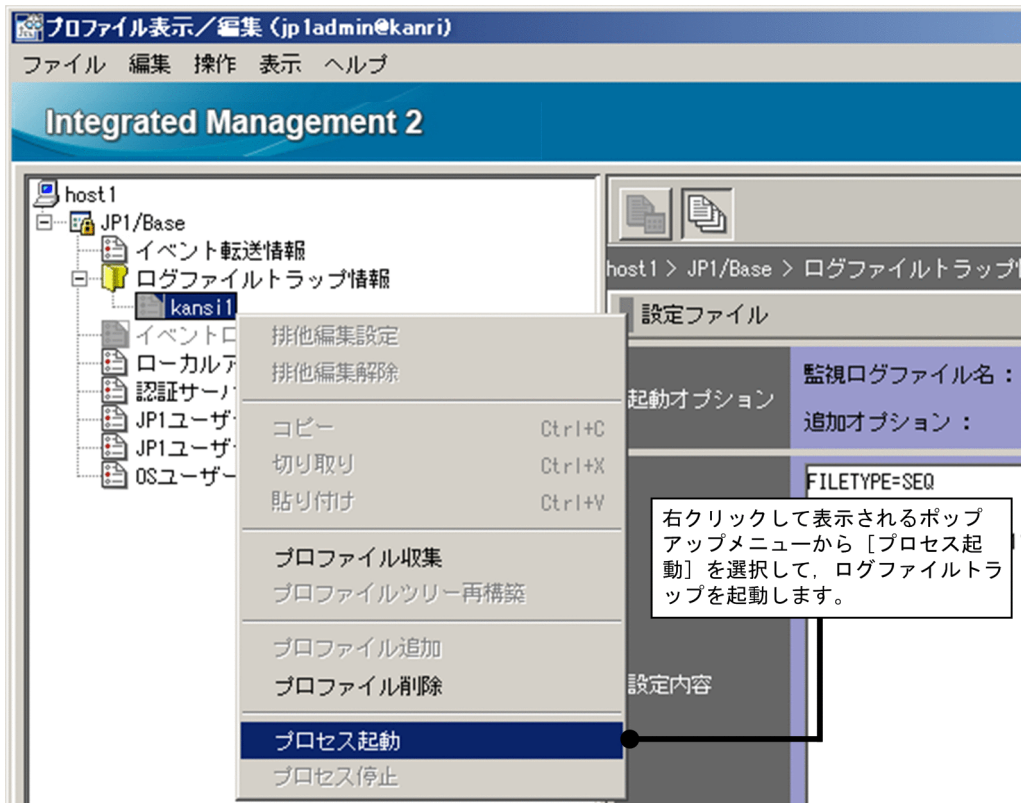 プロファイル表示／編集 (jp1admin@kanri)
ファイル 編集 操作 表示 ヘルプ
Integrated Management 2
host1
JP1/Base
イベント転送情報
ログファイルトラップ情報
kansi1
イベントロ
ローカルア
認証サーバ
JP1ユーザ
JP1ユーザ
OSユーザー
排他編集設定
排他編集解除
コピー Ctrl+C
切り取り Ctrl+X
貼り付け Ctrl+V
プロファイル収集
プロファイルツリー再構築
プロファイル追加
プロファイル削除
プロセス起動
プロセス停止
host1 > JP1/Base > ログファイルトラップ
設定ファイル
起動オプション
監視ログファイル名：
追加オプション：
設定内容
FILETYPE=SEQ
右クリックして表示されるポップ
アップメニューから［プロセス起
動］を選択して，ログファイルトラ
ップを起動します。